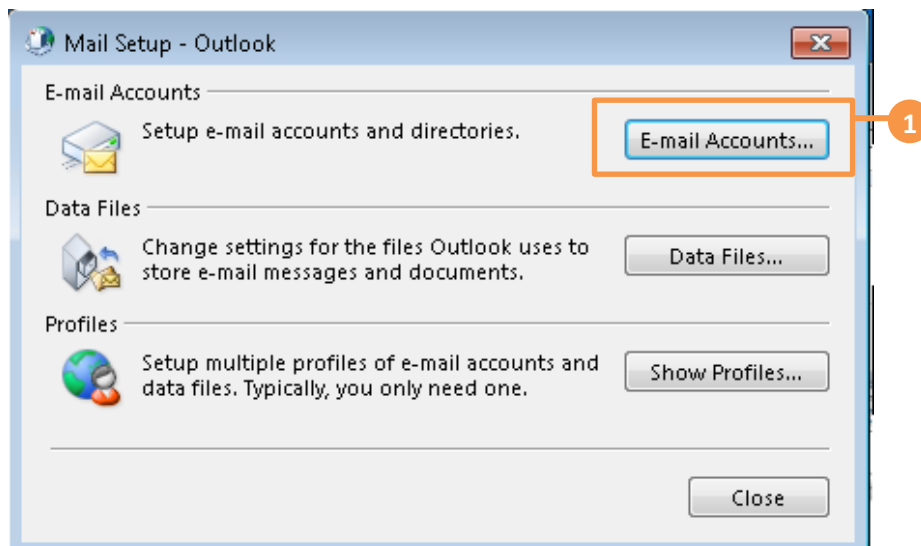 Mail Setup - Outlook
E-mail Accounts
Setup e-mail accounts and directories.
E-mail Accounts...
1
Data Files
Change settings for the files Outlook uses to
store e-mail messages and documents.
Data Files...
Profiles
Setup multiple profiles of e-mail accounts and
data files. Typically, you only need one.
Show Profiles...
Close